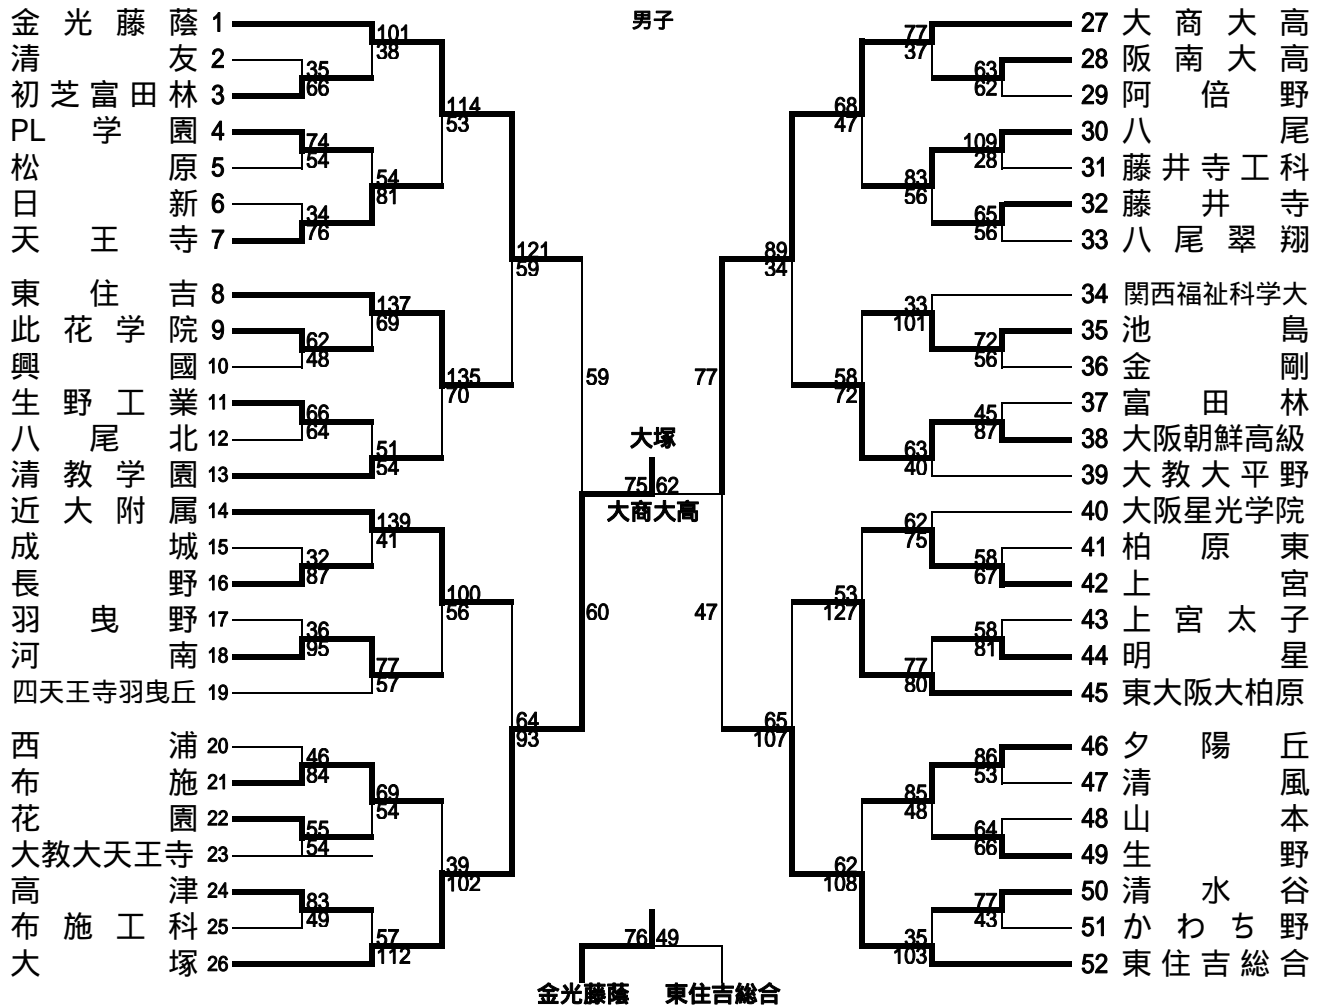 男子
金光藤蔭 1
清友 2
初芝富田林 3
PL学園 4
松原 5
日新 6
天王寺 7
東住吉 8
此花学院 9
興國 10
生野工業 11
八尾北 12
清教学園 13
近大附属 14
成城 15
長野 16
羽曳野 17
河南 18
四天王寺羽曳丘 19
西浦 20
布施 21
花園 22
大教大天王寺 23
高津 24
布施工科 25
大塚 26
101
38
35
66
74
54
34
76
54
81
114
53
137
69
62
48
66
64
51
54
135
70
121
59
139
41
32
87
36
95
77
57
100
56
46
84
55
54
69
54
83
49
57
112
39
102
64
93
59
60
大塚
75 62
大商大高
77
47
76 49
金光藤蔭 東住吉総合
77
37
63
62
68
47
109
28
83
56
65
56
89
34
33
101
72
56
58
72
45
87
63
40
62
75
58
67
53
127
58
81
77
80
65
107
86
53
85
48
64
66
62
108
77
43
35
103
27 大商大高
28 阪南大高
29 阿倍野
30 八尾
31 藤井寺工科
32 藤井寺
33 八尾翠翔
34 関西福祉科学大
35 池島
36 金剛
37 富田林
38 大阪朝鮮高級
39 大教大平野
40 大阪星光学院
41 柏原東
42 上宮
43 上宮太子
44 明星
45 東大阪大柏原
46 夕陽丘
47 清風
48 山本
49 生野
50 清水谷
51 かわち野
52 東住吉総合